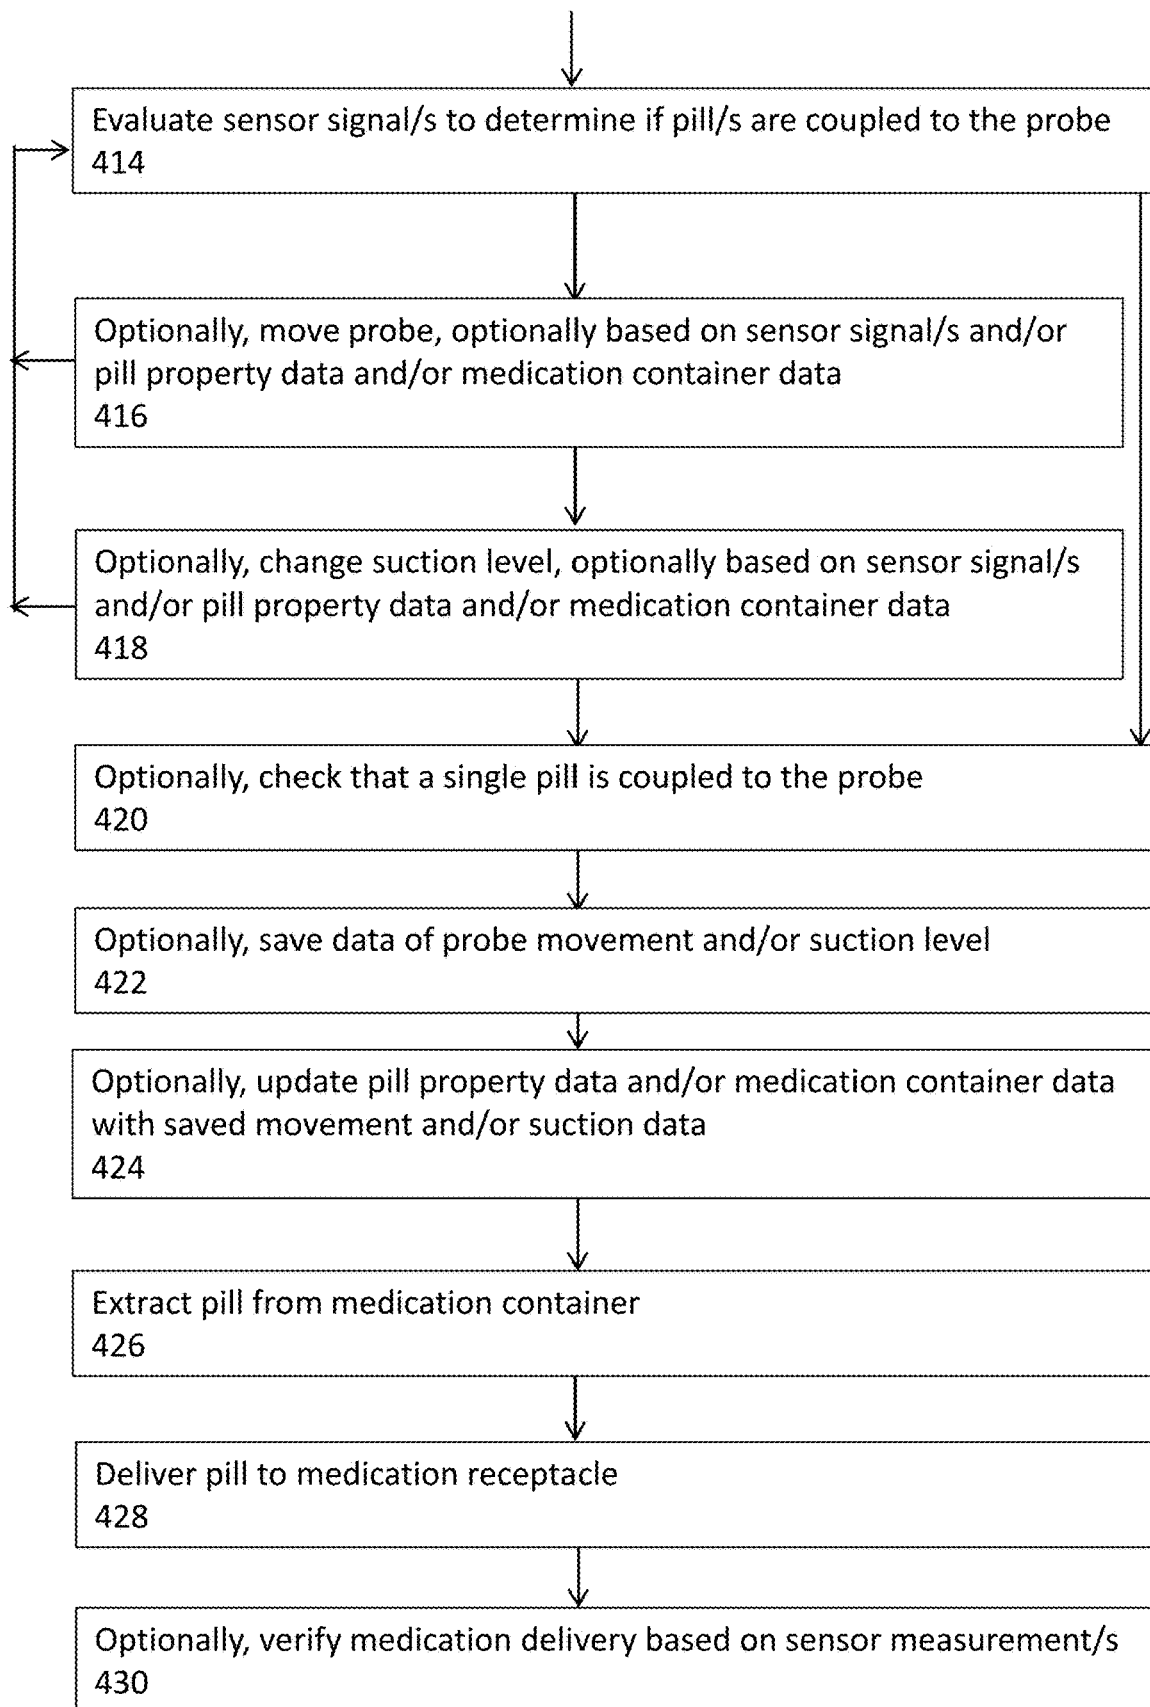 Evaluate sensor signal/s to determine if pill/s are coupled to the probe
414
Optionally, move probe, optionally based on sensor signal/s and/or
pill property data and/or medication container data
416
Optionally, change suction level, optionally based on sensor signal/s
and/or pill property data and/or medication container data
418
Optionally, check that a single pill is coupled to the probe
420
Optionally, save data of probe movement and/or suction level
422
Optionally, update pill property data and/or medication container data
with saved movement and/or suction data
424
Extract pill from medication container
426
Deliver pill to medication receptacle
428
Optionally, verify medication delivery based on sensor measurement/s
430